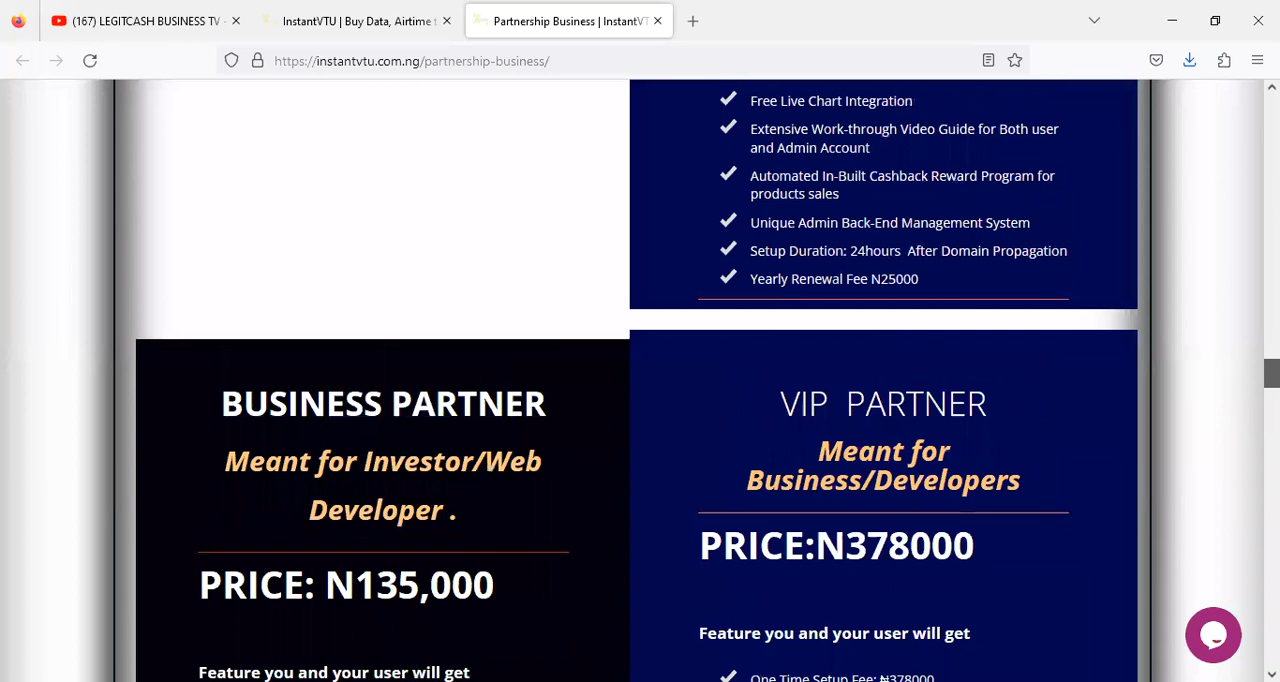 (167) LEGITCASH BUSINESS TV -
InstantVTU | Buy Data, Airtime t
Partnership Business | InstantVT
https://instantvtu.com.ng/partnership-business/
Free Live Chart Integration
Extensive Work-through Video Guide for Both user
and Admin Account
Automated In-Built Cashback Reward Program for
products sales
Unique Admin Back-End Management System
Setup Duration: 24hours After Domain Propagation
Yearly Renewal Fee N25000
BUSINESS PARTNER
Meant for Investor/Web
Developer .
PRICE: N135,000
Feature you and your user will get
VIP PARTNER
Meant for
Business/Developers
PRICE:N378000
Feature you and your user will get
One Time Setup Fee: ₦378000